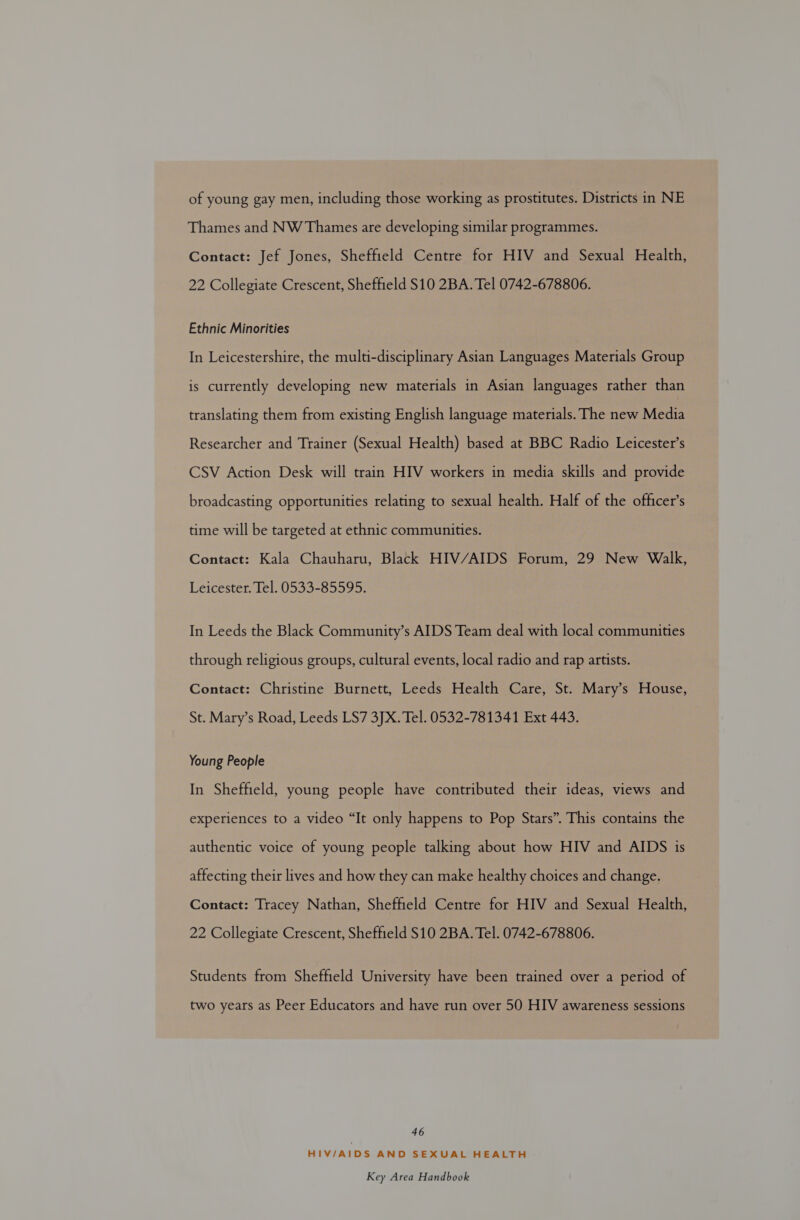 of young gay men, including those working as prostitutes. Districts in NE
Thames and NW Thames are developing similar programmes.
Contact: Jef Jones, Sheffield Centre for HIV and Sexual Health,
22 Collegiate Crescent, Sheffield S10 2BA. Tel 0742-678806.
Ethnic Minorities
In Leicestershire, the multi-disciplinary Asian Languages Materials Group
is currently developing new materials in Asian languages rather than
translating them from existing English language materials. The new Media
Researcher and Trainer (Sexual Health) based at BBC Radio Leicester's
CSV Action Desk will train HIV workers in media skills and provide
broadcasting opportunities relating to sexual health. Half of the officer's
time will be targeted at ethnic communities.
Contact: Kala Chauharu, Black HIV/AIDS Forum, 29 New Walk,
Leicester. Tel. 0533-85595.
In Leeds the Black Community's AIDS Team deal with local communities
through religious groups, cultural events, local radio and rap artists.
Contact: Christine Burnett, Leeds Health Care, St. Mary's House,
St. Mary's Road, Leeds LS7 3JX. Tel. 0532-781341 Ext 443.
Young People
In Sheffield, young people have contributed their ideas, views and
experiences to a video “It only happens to Pop Stars”. This contains the
authentic voice of young people talking about how HIV and AIDS is
affecting their lives and how they can make healthy choices and change.
Contact: Tracey Nathan, Sheffield Centre for HIV and Sexual Health,
22 Collegiate Crescent, Sheffield S10 2BA. Tel. 0742-678806.
Students from Sheffield University have been trained over a period of
two years as Peer Educators and have run over 50 HIV awareness sessions
46
HIV/AIDS AND SEXUAL HEALTH
Key Area Handbook